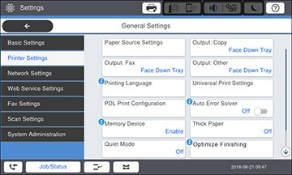 Settings
General Settings
Basic Settings
Printer Settings
Network Settings
Web Service Settings
Fax Settings
Scan Settings
System Administration
Paper Source Settings
Output: Copy
Face Down Tray
Output: Fax
Face Down Tray
Output: Other
Face Down Tray
Printing Language
Universal Print Settings
PDL Print Configuration
Auto Error Solver
Off
Memory Device
Enable
Thick Paper
Off
Quiet Mode
Off
Optimize Finishing
Job/Status
2018-08-21 08:47